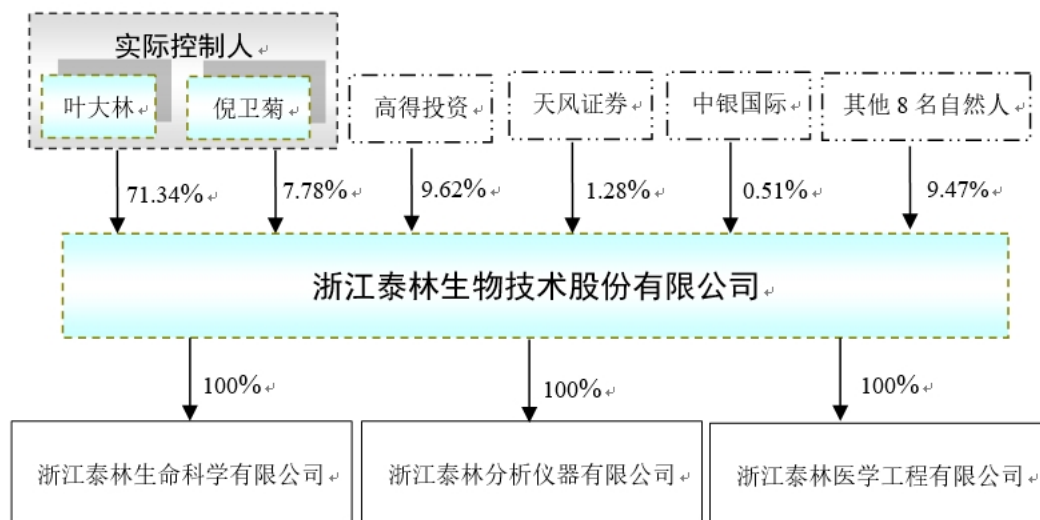 实际控制人
叶大林
倪卫菊
高得投资
天风证券
中银国际
其他 8 名自然人
71.34%
7.78%
9.62%
1.28%
0.51%
9.47%
浙江泰林生物技术股份有限公司
100%
100%
100%
浙江泰林生命科学有限公司
浙江泰林分析仪器有限公司
浙江泰林医学工程有限公司